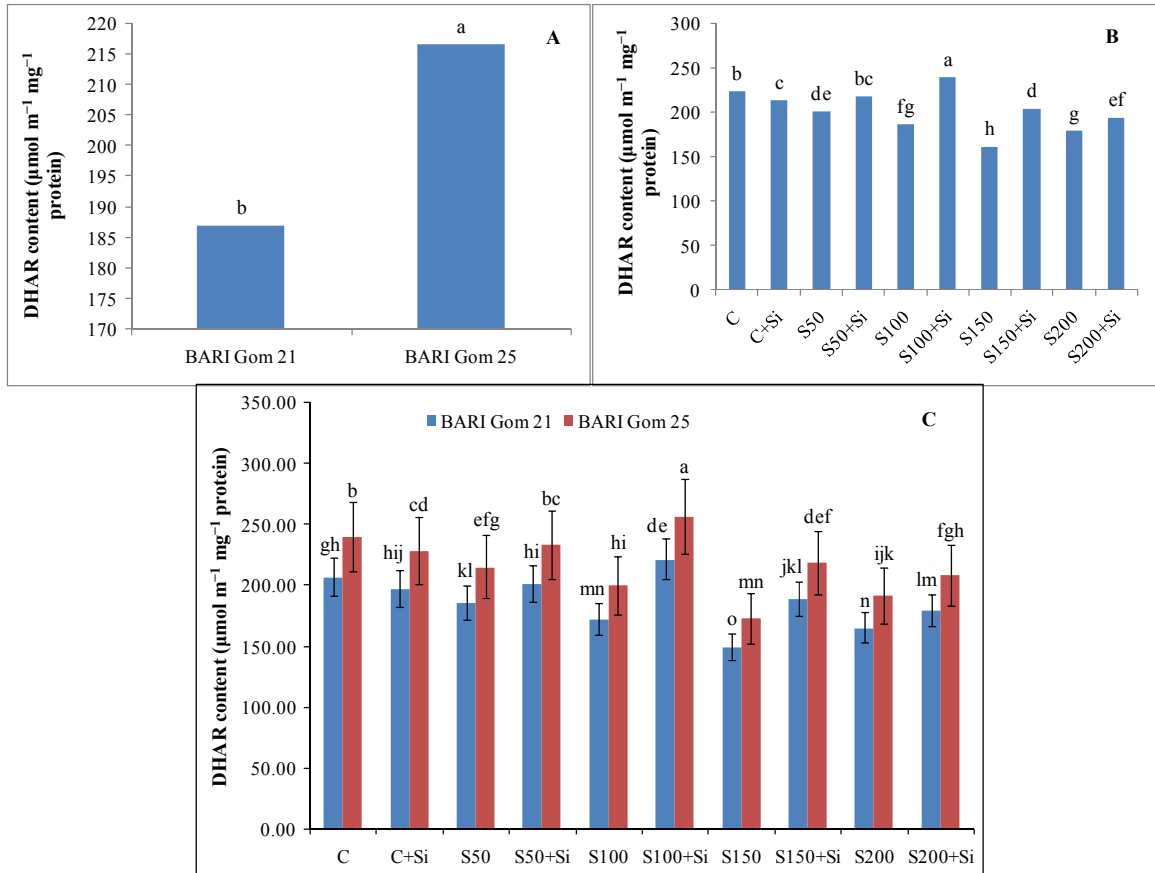 A
DHAR content (μmol m⁻¹ mg⁻¹
protein)
220
215
210
205
200
195
190
185
180
175
170
b
a
BARI Gom 21
BARI Gom 25
B
DHAR content (μmol m⁻¹ mg⁻¹
protein)
300
250
200
150
100
50
0
b
c
de
bc
fg
a
h
d
g
ef
C
C+Si
S50
S50+Si
S100
S100+Si
S150
S150+Si
S200
S200+Si
C
BARI Gom 21
BARI Gom 25
DHAR content (μmol m⁻¹ mg⁻¹ protein)
350.00
300.00
250.00
200.00
150.00
100.00
50.00
0.00
gh
b
hij
cd
kl
efg
hi
bc
mn
hi
de
a
o
mn
jkl
def
n
ijk
lm
fgh
C
C+Si
S50
S50+Si
S100
S100+Si
S150
S150+Si
S200
S200+Si